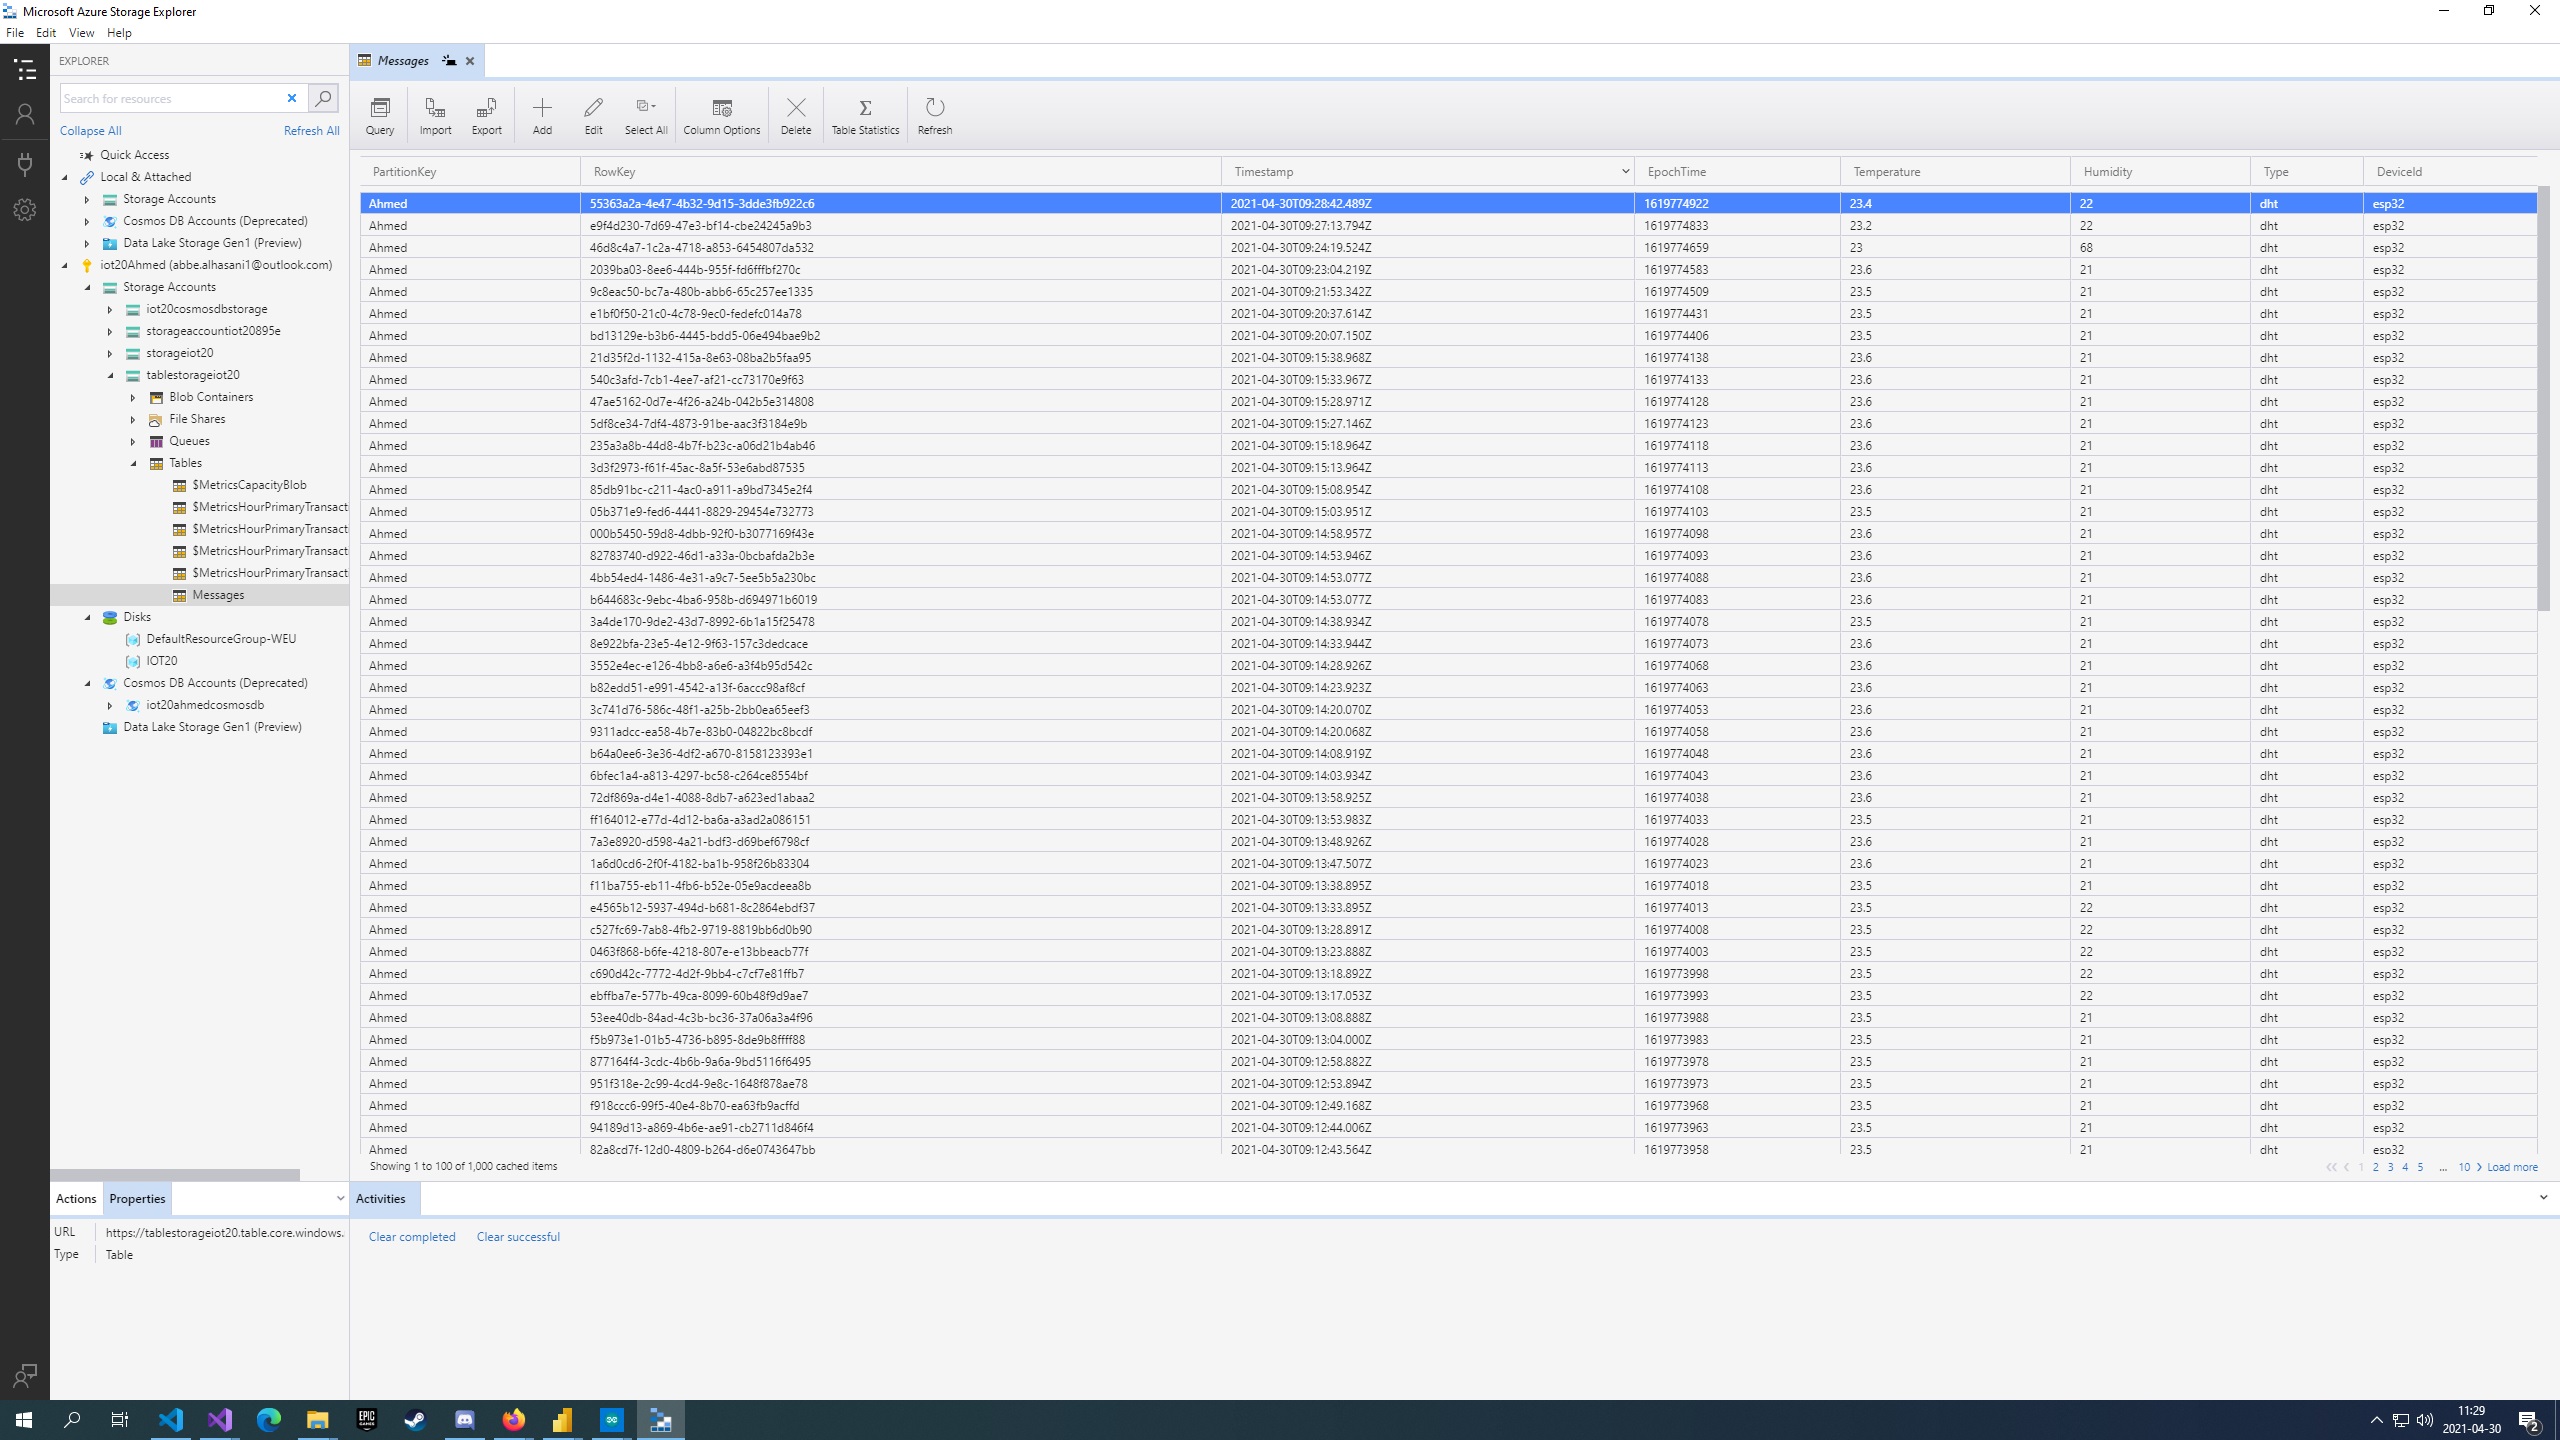 Microsoft Azure Storage Explorer
File Edit View Help
EXPLORER
Search for resources
Collapse All Refresh All
Quick Access
Local & Attached
Storage Accounts
Cosmos DB Accounts (Deprecated)
Data Lake Storage Gen1 (Preview)
iot20Ahmed (abbe.alhasani1@outlook.com)
Storage Accounts
iot20cosmosdbstorage
storageaccountiot20895e
storageiot20
tablestorageiot20
Blob Containers
File Shares
Queues
Tables
$MetricsCapacityBlob
$MetricsHourPrimaryTransact
$MetricsHourPrimaryTransact
$MetricsHourPrimaryTransact
$MetricsHourPrimaryTransact
Messages
Disks
DefaultResourceGroup-WEU
IOT20
Cosmos DB Accounts (Deprecated)
iot20ahmedcosmosdb
Data Lake Storage Gen1 (Preview)
Messages
Query Import Export Add Edit Select All Column Options Delete Table Statistics Refresh
PartitionKey RowKey Timestamp EpochTime Temperature Humidity Type DeviceId
Ahmed 55363a2a-4e47-4b32-9d15-3dde3fb922c6 2021-04-30T09:28:42.489Z 1619774922 23.4 22 dht esp32
Ahmed e9f4d230-7d69-47e3-bf14-cbe24245a9b3 2021-04-30T09:27:13.794Z 1619774833 23.2 22 dht esp32
Ahmed 46d8c4a7-1c2a-4718-a853-6454807da532 2021-04-30T09:24:19.524Z 1619774659 23 68 dht esp32
Ahmed 2039ba03-8ee6-444b-955f-fd6fffbf270c 2021-04-30T09:23:04.219Z 1619774583 23.6 21 dht esp32
Ahmed 9c8eac50-bc7a-480b-abb6-65c257ee1335 2021-04-30T09:21:53.342Z 1619774509 23.5 21 dht esp32
Ahmed e1bf0f50-21c0-4c78-9ec0-fedefc014a78 2021-04-30T09:20:37.614Z 1619774431 23.5 21 dht esp32
Ahmed bd13129e-b3b6-4445-bdd5-06e494bae9b2 2021-04-30T09:20:07.150Z 1619774406 23.5 21 dht esp32
Ahmed 21d35f2d-1132-415a-8e63-08ba2b5faa95 2021-04-30T09:15:38.968Z 1619774138 23.6 21 dht esp32
Ahmed 540c3afd-7cb1-4ee7-af21-cc73170e9f63 2021-04-30T09:15:33.967Z 1619774133 23.6 21 dht esp32
Ahmed 47ae5162-0d7e-4f26-a24b-042b5e314808 2021-04-30T09:15:28.971Z 1619774128 23.6 21 dht esp32
Ahmed 5df8ce34-7df4-4873-91be-aac3f3184e9b 2021-04-30T09:15:27.146Z 1619774123 23.6 21 dht esp32
Ahmed 235a3a8b-44d8-4b7f-b23c-a06d21b4ab46 2021-04-30T09:15:18.964Z 1619774118 23.6 21 dht esp32
Ahmed 3d3f2973-f61f-45ac-8a5f-53e6abd87535 2021-04-30T09:15:13.964Z 1619774113 23.6 21 dht esp32
Ahmed 85db91bc-c211-4ac0-a911-a9bd7345e2f4 2021-04-30T09:15:08.954Z 1619774108 23.6 21 dht esp32
Ahmed 05b371e9-fed6-4441-8829-29454e732773 2021-04-30T09:15:03.951Z 1619774103 23.5 21 dht esp32
Ahmed 000b5450-59d8-4dbb-92f0-b3077169f43e 2021-04-30T09:14:58.957Z 1619774098 23.6 21 dht esp32
Ahmed 82783740-d922-46d1-a33a-0bcbafda2b3e 2021-04-30T09:14:53.946Z 1619774093 23.6 21 dht esp32
Ahmed 4bb54ed4-1486-4e31-a9c7-5ee5b5a230bc 2021-04-30T09:14:53.077Z 1619774088 23.6 21 dht esp32
Ahmed b644683c-9ebc-4ba6-958b-d694971b6019 2021-04-30T09:14:53.077Z 1619774083 23.6 21 dht esp32
Ahmed 3a4de170-9de2-43d7-8992-6b1a15f25478 2021-04-30T09:14:38.934Z 1619774078 23.5 21 dht esp32
Ahmed 8e922bfa-23e5-4e12-9f63-157c3dedcace 2021-04-30T09:14:33.944Z 1619774073 23.6 21 dht esp32
Ahmed 3552e4ec-e126-4bb8-a6e6-a3f4b95d542c 2021-04-30T09:14:28.926Z 1619774068 23.6 21 dht esp32
Ahmed b82edd51-e991-4542-a13f-6accc98af8cf 2021-04-30T09:14:23.923Z 1619774063 23.6 21 dht esp32
Ahmed 3c741d76-586c-48f1-a25b-2bb0ea65eef3 2021-04-30T09:14:20.070Z 1619774053 23.6 21 dht esp32
Ahmed 9311adcc-ea58-4b7e-83b0-04822bc8bcdf 2021-04-30T09:14:20.068Z 1619774058 23.6 21 dht esp32
Ahmed b64a0ee6-3e36-4df2-a670-8158123393e1 2021-04-30T09:14:08.919Z 1619774048 23.6 21 dht esp32
Ahmed 6bfec1a4-a813-4297-bc58-c264ce8554bf 2021-04-30T09:14:03.934Z 1619774043 23.6 21 dht esp32
Ahmed 72df869a-d4e1-4088-8db7-a623ed1abaa2 2021-04-30T09:13:58.925Z 1619774038 23.6 21 dht esp32
Ahmed ff164012-e77d-4d12-ba6a-a3ad2a086151 2021-04-30T09:13:53.983Z 1619774033 23.5 21 dht esp32
Ahmed 7a3e8920-d598-4a21-bdf3-d69bef6798cf 2021-04-30T09:13:48.926Z 1619774028 23.6 21 dht esp32
Ahmed 1a6d0cd6-2f0f-4182-ba1b-958f26b83304 2021-04-30T09:13:47.507Z 1619774023 23.6 21 dht esp32
Ahmed f11ba755-eb11-4fb6-b52e-05e9acdeea8b 2021-04-30T09:13:38.895Z 1619774018 23.5 21 dht esp32
Ahmed e4565b12-5937-494d-b681-8c2864ebdf37 2021-04-30T09:13:33.895Z 1619774013 23.5 22 dht esp32
Ahmed c527fc69-7ab8-4fb2-9719-8819bb6d0b90 2021-04-30T09:13:28.891Z 1619774008 23.5 22 dht esp32
Ahmed 0463f868-b6fe-4218-807e-e13bbeacb77f 2021-04-30T09:13:23.888Z 1619774003 23.5 22 dht esp32
Ahmed c690d42c-7772-4d2f-9bb4-c7cf7e81ffb7 2021-04-30T09:13:18.892Z 1619773998 23.5 22 dht esp32
Ahmed ebffba7e-577b-49ca-8099-60b48f9d9ae7 2021-04-30T09:13:17.053Z 1619773993 23.5 22 dht esp32
Ahmed 53ee40db-84ad-4c3b-bc36-37a06a3a4f96 2021-04-30T09:13:08.888Z 1619773988 23.5 21 dht esp32
Ahmed f5b973e1-01b5-4736-b895-8de9b8ffff88 2021-04-30T09:13:04.000Z 1619773983 23.5 21 dht esp32
Ahmed 877164f4-3cdc-4b6b-9a6a-9bd5116f6495 2021-04-30T09:12:58.882Z 1619773978 23.5 21 dht esp32
Ahmed 951f318e-2c99-4cd4-9e8c-1648f878ae78 2021-04-30T09:12:53.894Z 1619773973 23.5 21 dht esp32
Ahmed f918ccc6-99f5-40e4-8b70-ea63fb9acffd 2021-04-30T09:12:49.168Z 1619773968 23.5 21 dht esp32
Ahmed 94189d13-a869-4b6e-ae91-cb2711d846f4 2021-04-30T09:12:44.006Z 1619773963 23.5 21 dht esp32
Ahmed 82a8cd7f-12d0-4809-b264-d6e0743647bb 2021-04-30T09:12:43.564Z 1619773958 23.5 21 dht esp32
Showing 1 to 100 of 1,000 cached items
1 2 3 4 5 ... 10 Load more
Actions Properties
URL https://tablestorageiot20.table.core.windows.
Type Table
Activities
Clear completed Clear successful
EPIC GAMES
11:29
2021-04-30
2